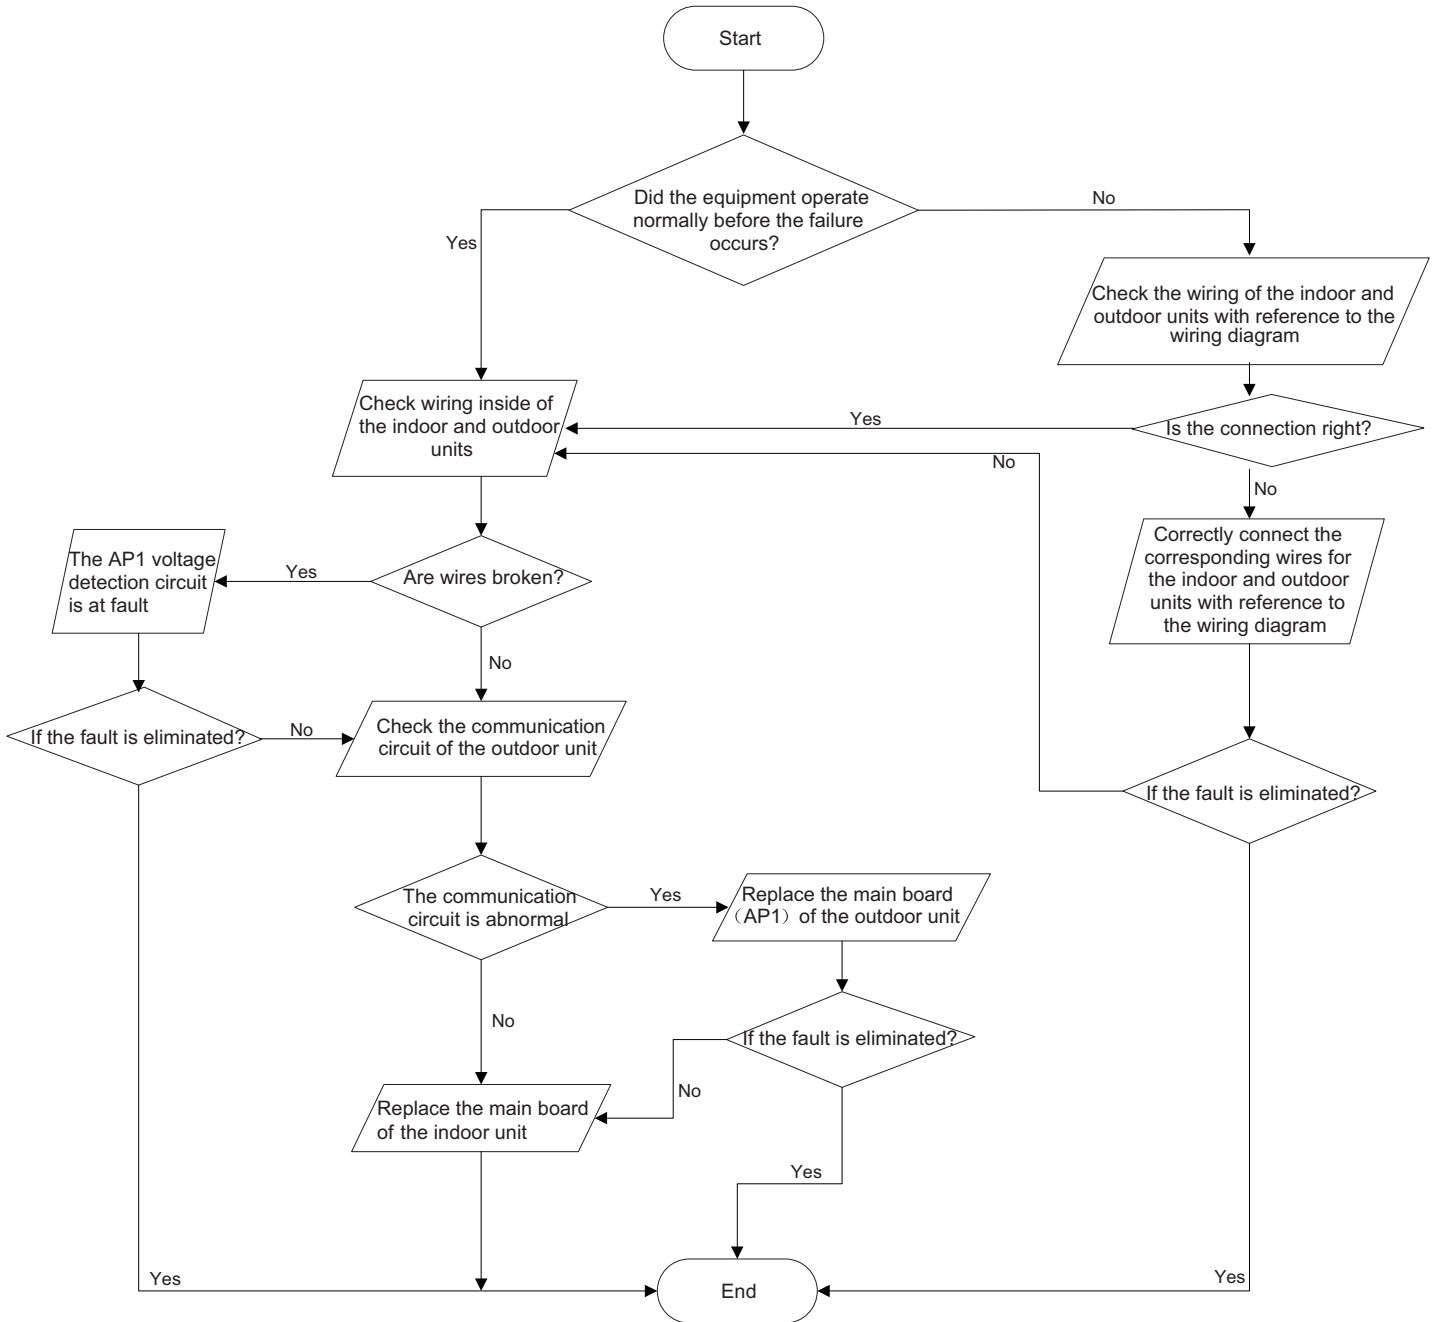 Start
Did the equipment operate
normally before the failure
occurs?
No
Yes
Check the wiring of the indoor and
outdoor units with reference to the
wiring diagram
Check wiring inside of
the indoor and outdoor
units
Yes
Is the connection right?
No
No
The AP1 voltage
detection circuit
is at fault
Yes
Are wires broken?
Correctly connect the
corresponding wires for
the indoor and outdoor
units with reference to
the wiring diagram
No
If the fault is eliminated?
No
Check the communication
circuit of the outdoor unit
If the fault is eliminated?
The communication
circuit is abnormal
Yes
Replace the main board
（AP1）of the outdoor unit
No
If the fault is eliminated?
No
Replace the main board
of the indoor unit
Yes
Yes
End
Yes